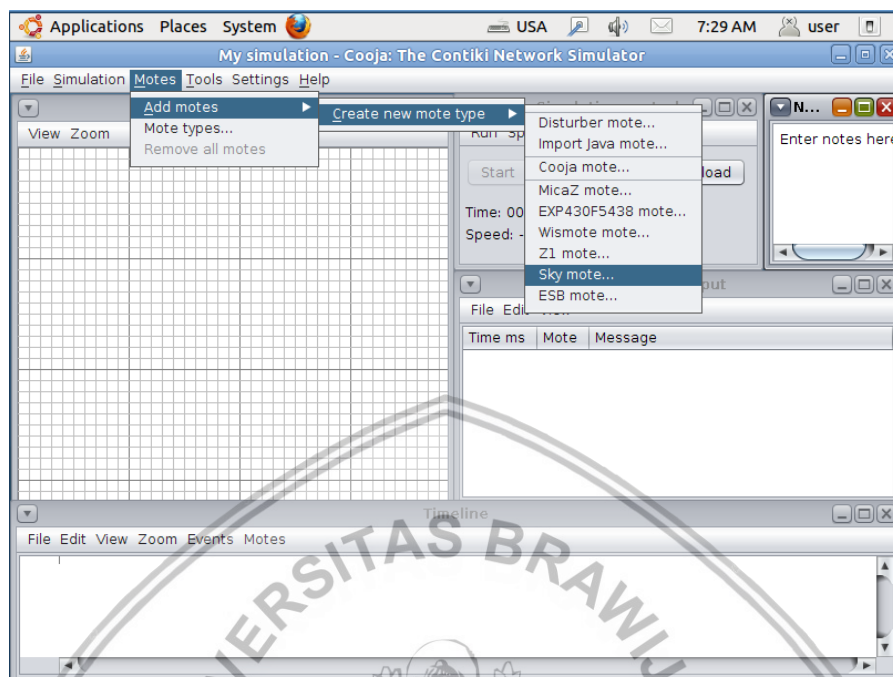 Applications Places System USA 7:29 AM user
My simulation - Cooja: The Contiki Network Simulator
File Simulation Motes Tools Settings Help
Add motes
Mote types...
Remove all motes
Create new mote type
Disturber mote...
Import Java mote...
Cooja mote...
MicaZ mote...
EXP430F5438 mote...
Wismote mote...
Z1 mote...
Sky mote...
ESB mote...
View Zoom
Run Sp
Start load
Time: 00
Speed: -
N...
Enter notes here
out
File Edit View
Time ms Mote Message
Timeline
File Edit View Zoom Events Motes
ERSITAS BRAWIJ